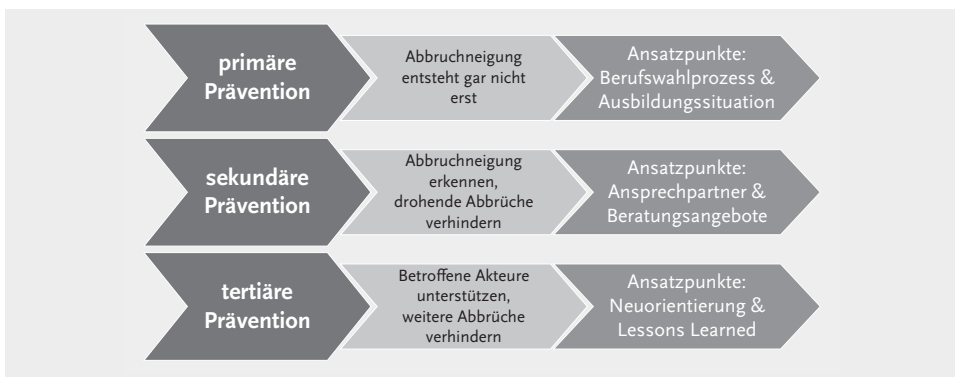 primäre
Prävention
Abbruchneigung
entsteht gar nicht
erst
Ansatzpunkte:
Berufswahlprozess &
Ausbildungssituation
sekundäre
Prävention
Abbruchneigung
erkennen,
drohende Abbrüche
verhindern
Ansatzpunkte:
Ansprechpartner &
Beratungsangebote
tertiäre
Prävention
Betroffene Akteure
unterstützen,
weitere Abbrüche
verhindern
Ansatzpunkte:
Neuorientierung &
Lessons Learned